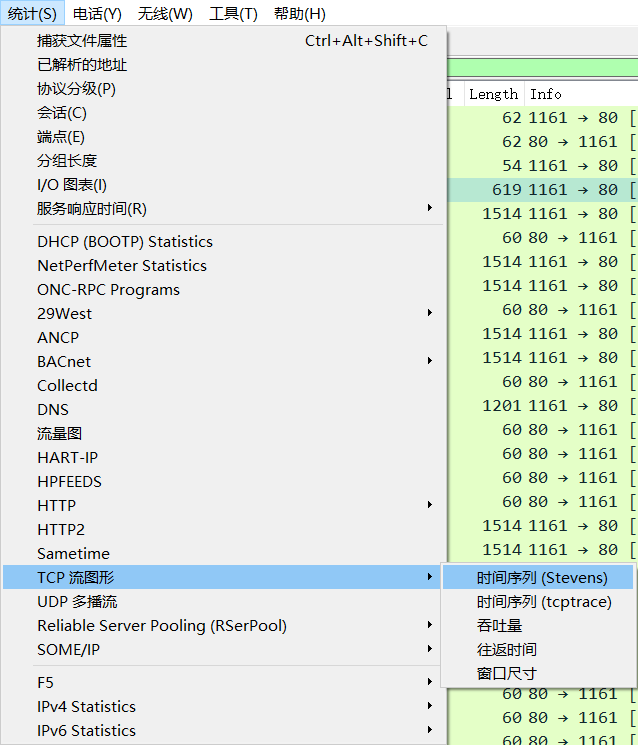 统计(S) 电话(Y) 无线(W) 工具(T) 帮助(H)
捕获文件属性 Ctrl+Alt+Shift+C
已解析的地址
协议分级(P)
会话(C)
端点(E)
分组长度
I/O 图表(I)
服务响应时间(R)
DHCP (BOOTP) Statistics
NetPerfMeter Statistics
ONC-RPC Programs
29West
ANCP
BACnet
Collectd
DNS
流量图
HART-IP
HPFEEDS
HTTP
HTTP2
Sametime
TCP 流图形
UDP 多播流
Reliable Server Pooling (RSerPool)
SOME/IP
F5
IPv4 Statistics
IPv6 Statistics
时间序列 (Stevens)
时间序列 (tcptrace)
吞吐量
往返时间
窗口尺寸
Length Info
62 1161 → 80 [
62 80 → 1161 [
54 1161 → 80 [
619 1161 → 80 [
1514 1161 → 80 [
60 80 → 1161 [
1514 1161 → 80 [
1514 1161 → 80 [
60 80 → 1161 [
1514 1161 → 80 [
1514 1161 → 80 [
60 80 → 1161 [
1201 1161 → 80 [
60 80 → 1161 [
60 80 → 1161 [
60 80 → 1161 [
60 80 → 1161 [
1514 1161 → 80 [
1514 1161 → 80 [
60 80 → 1161 [
60 80 → 1161 [
60 80 → 1161 [